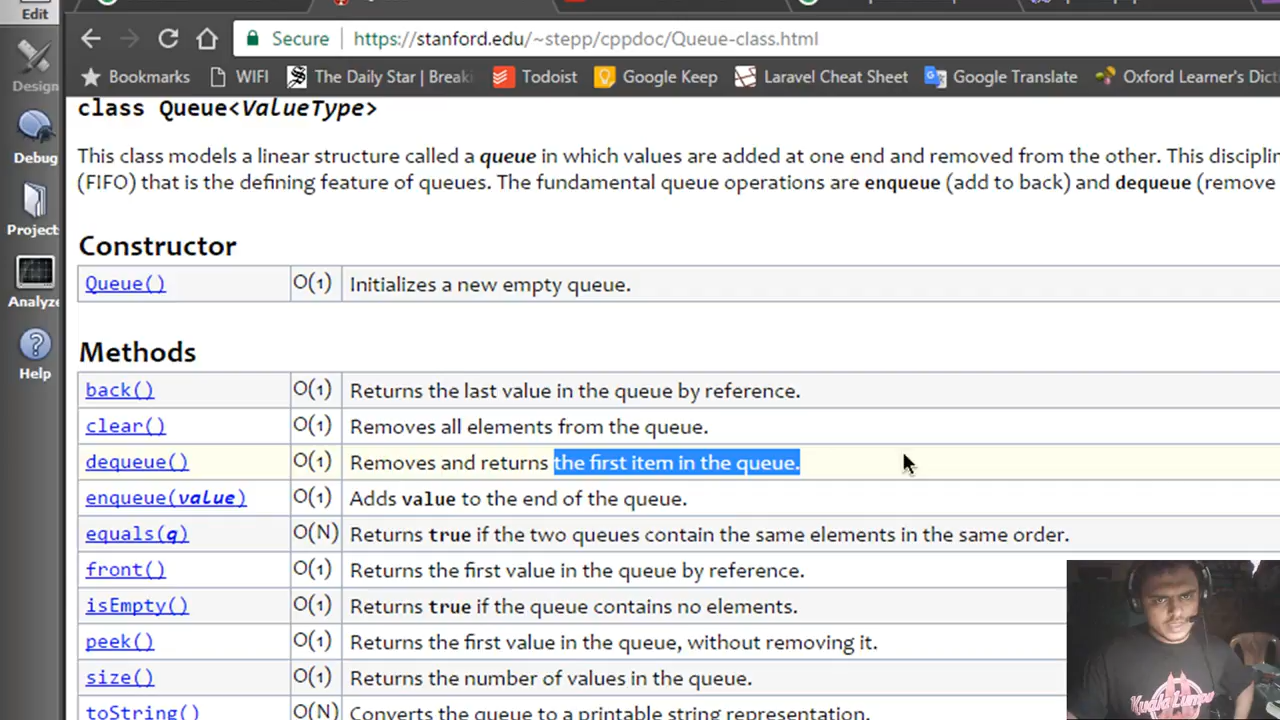 Edit
Design
Debug
Project
Analyze
Help
Secure https://stanford.edu/~stepp/cppdoc/Queue-class.html
Bookmarks WIFI The Daily Star | Breaki Todoist Google Keep Laravel Cheat Sheet Google Translate Oxford Learner's Dict
class Queue<ValueType>
This class models a linear structure called a queue in which values are added at one end and removed from the other. This disciplin
(FIFO) that is the defining feature of queues. The fundamental queue operations are enqueue (add to back) and dequeue (remove
Constructor
Queue() O(1) Initializes a new empty queue.
Methods
back() O(1) Returns the last value in the queue by reference.
clear() O(1) Removes all elements from the queue.
dequeue() O(1) Removes and returns the first item in the queue.
enqueue(value) O(1) Adds value to the end of the queue.
equals(q) O(N) Returns true if the two queues contain the same elements in the same order.
front() O(1) Returns the first value in the queue by reference.
isEmpty() O(1) Returns true if the queue contains no elements.
peek() O(1) Returns the first value in the queue, without removing it.
size() O(1) Returns the number of values in the queue.
toString() O(N) Converts the queue to a printable string representation.
Kuala Lumpur